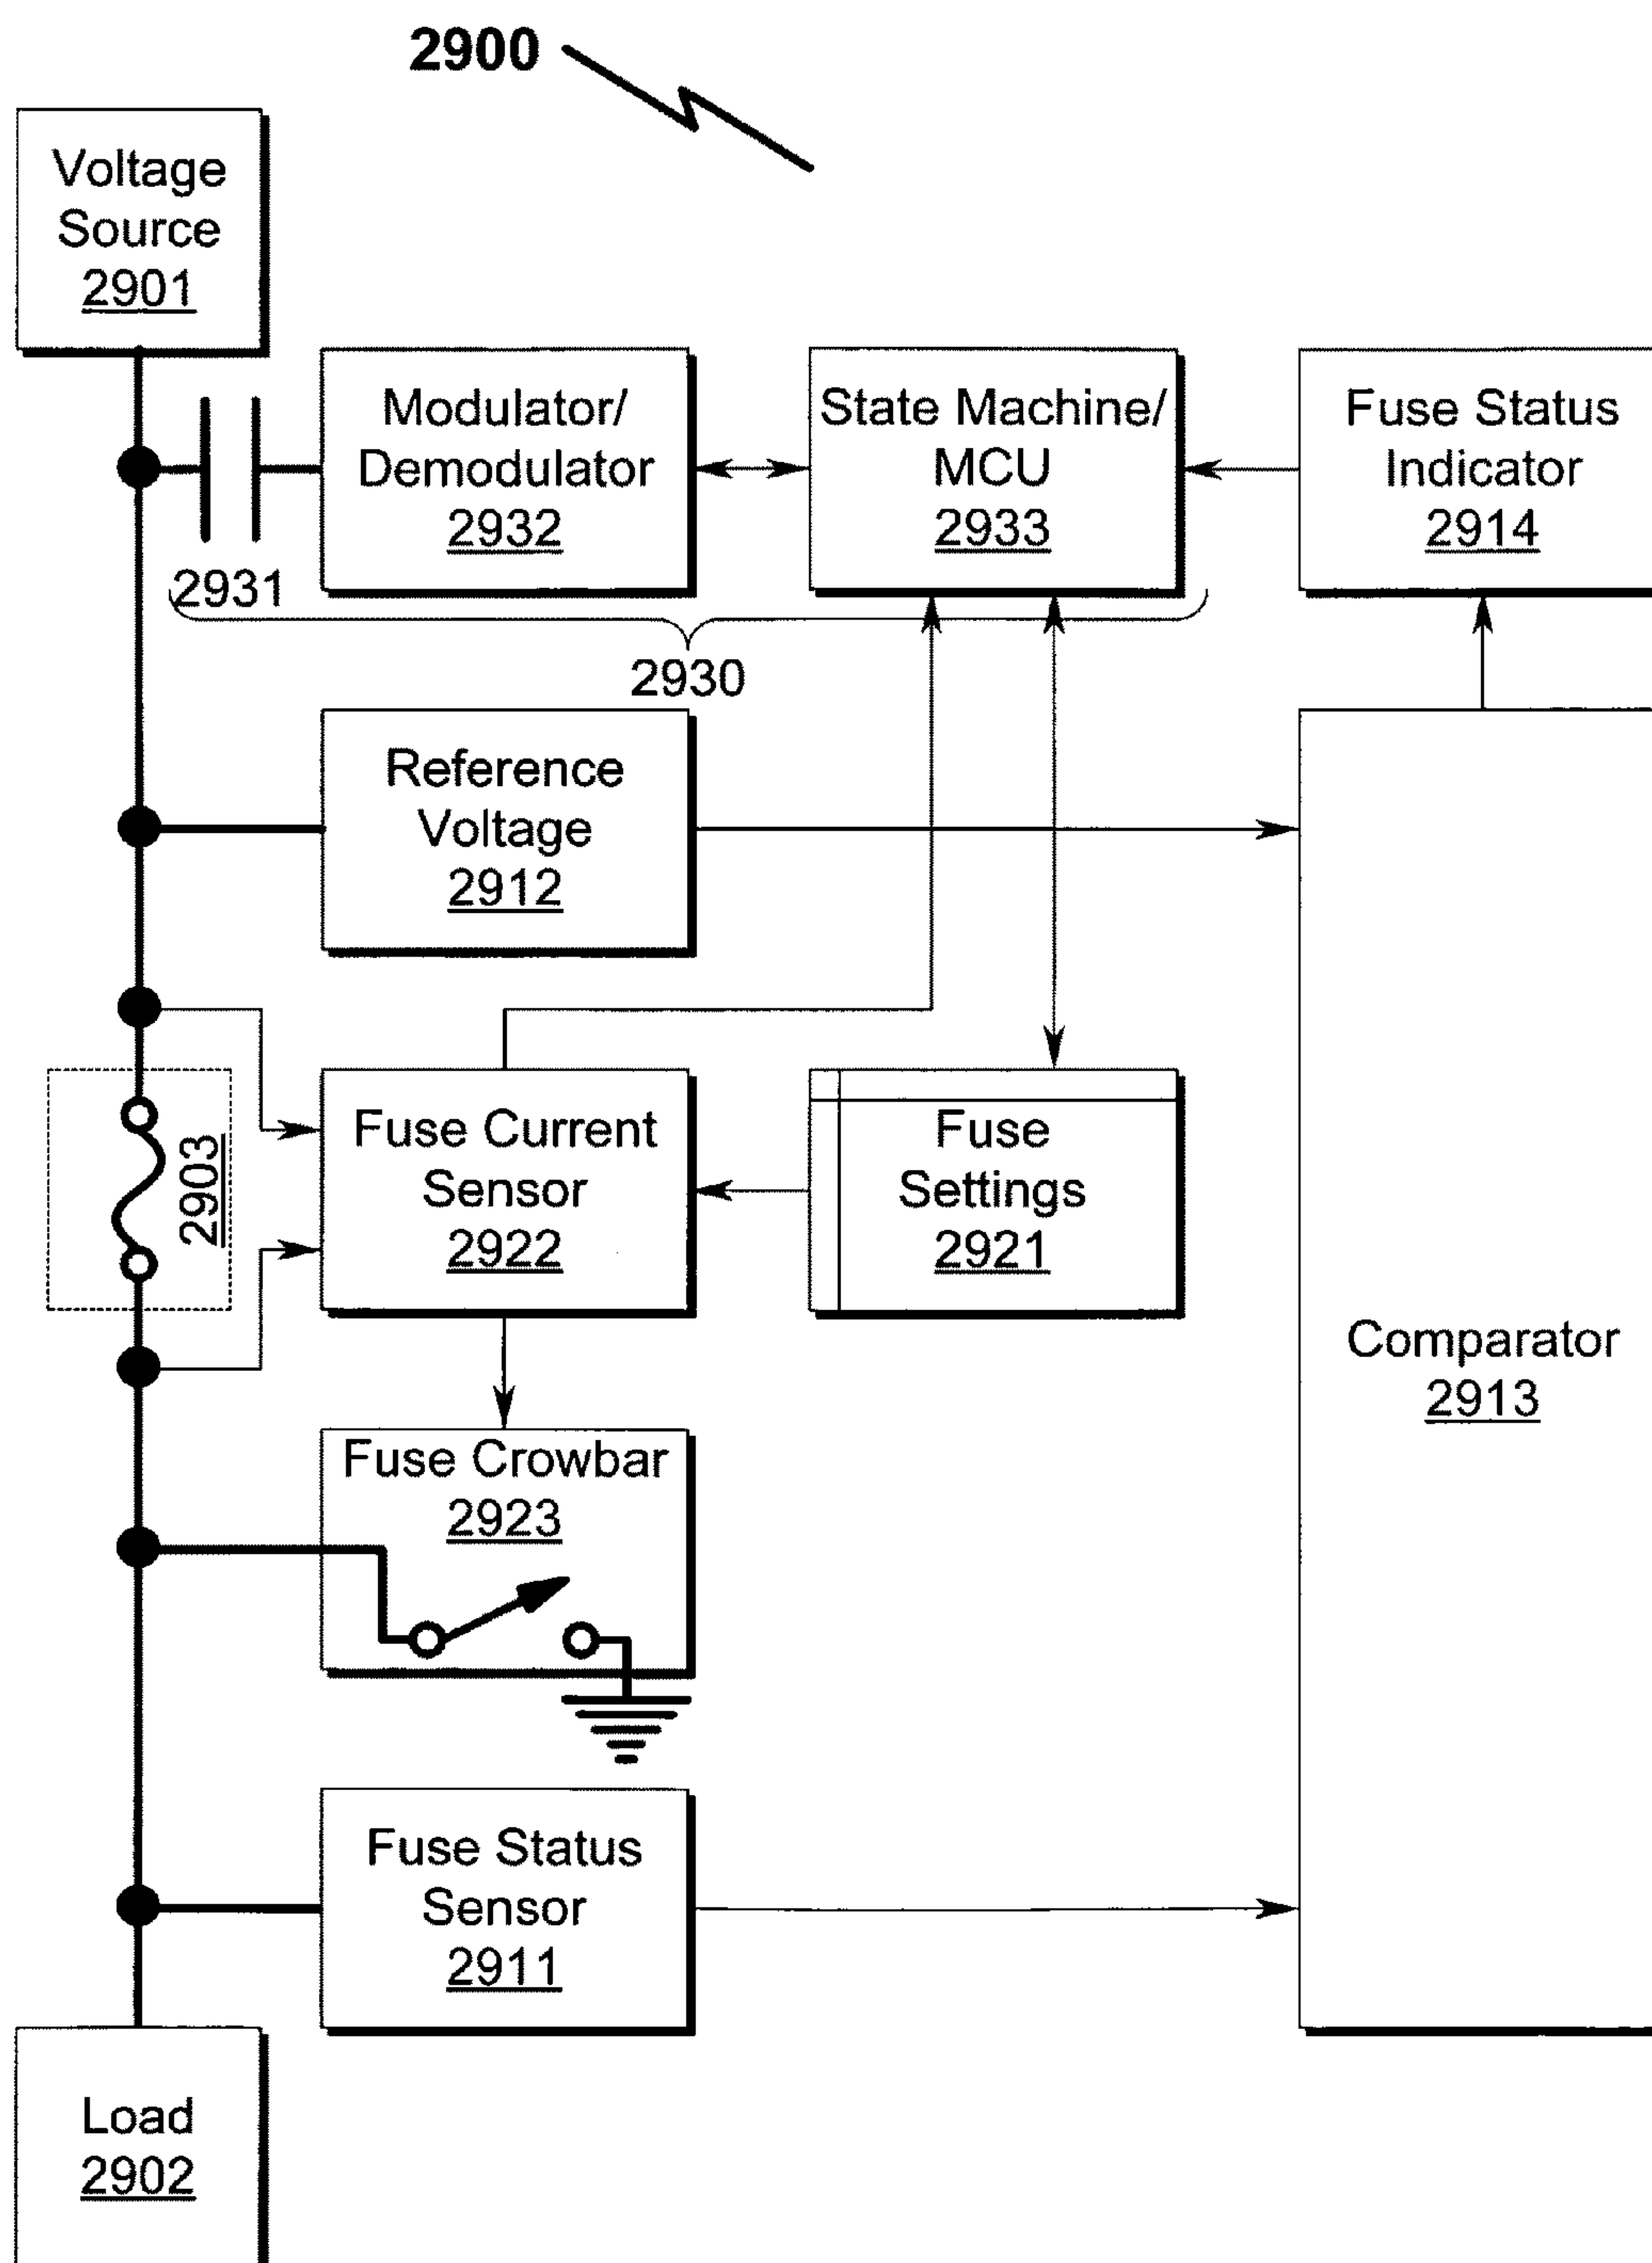 2900
Voltage
Source
2901
Modulator/
Demodulator
2932
State Machine/
MCU
2933
Fuse Status
Indicator
2914
2931
2930
Reference
Voltage
2912
2903
Fuse Current
Sensor
2922
Fuse
Settings
2921
Comparator
2913
Fuse Crowbar
2923
Fuse Status
Sensor
2911
Load
2902